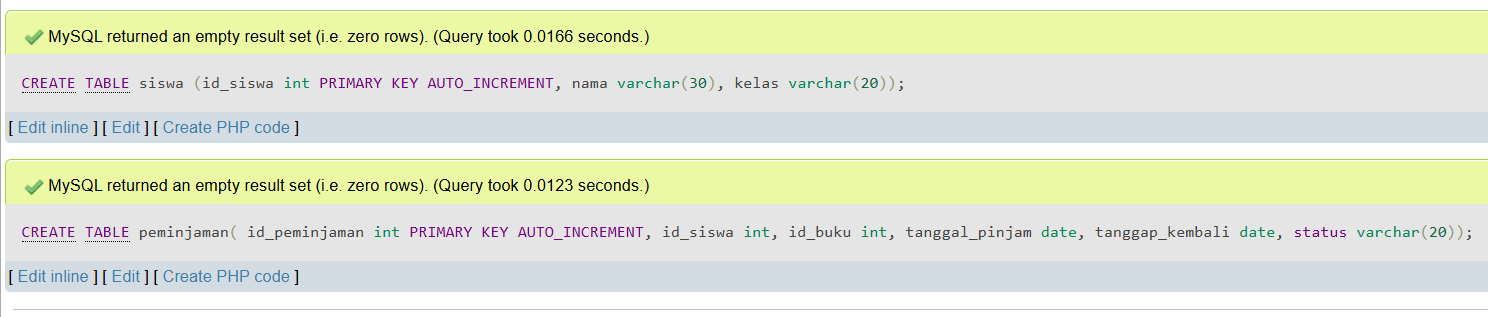 MySQL returned an empty result set (i.e. zero rows). (Query took 0.0166 seconds.)
CREATE TABLE siswa (id_siswa int PRIMARY KEY AUTO_INCREMENT, nama varchar(30), kelas varchar(20));
[ Edit inline ] [ Edit ] [ Create PHP code ]
MySQL returned an empty result set (i.e. zero rows). (Query took 0.0123 seconds.)
CREATE TABLE peminjaman( id_peminjaman int PRIMARY KEY AUTO_INCREMENT, id_siswa int, id_buku int, tanggal_pinjam date, tanggap_kembali date, status varchar(20));
[ Edit inline ] [ Edit ] [ Create PHP code ]